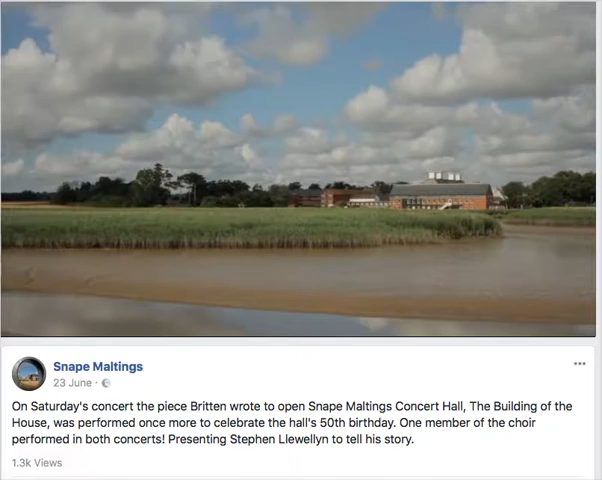 Snape Maltings
23 June ·
On Saturday's concert the piece Britten wrote to open Snape Maltings Concert Hall, The Building of the
House, was performed once more to celebrate the hall's 50th birthday. One member of the choir
performed in both concerts! Presenting Stephen Llewellyn to tell his story.
1.3k Views